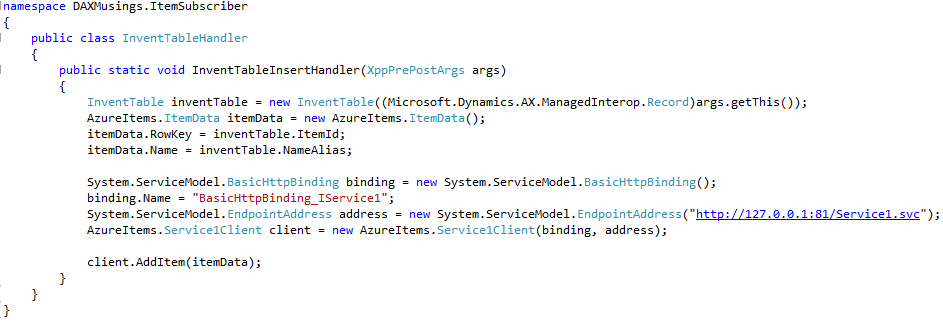 namespace DAXMusings.ItemSubscriber
{
    public class InventTableHandler
    {
        public static void InventTableInsertHandler(XppPrePostArgs args)
        {
            InventTable inventTable = new InventTable((Microsoft.Dynamics.AX.ManagedInterop.Record)args.getThis());
            AzureItems.ItemData itemData = new AzureItems.ItemData();
            itemData.RowKey = inventTable.ItemId;
            itemData.Name = inventTable.NameAlias;

            System.ServiceModel.BasicHttpBinding binding = new System.ServiceModel.BasicHttpBinding();
            binding.Name = "BasicHttpBinding_IService1";
            System.ServiceModel.EndpointAddress address = new System.ServiceModel.EndpointAddress("http://127.0.0.1:81/Service1.svc");
            AzureItems.Service1Client client = new AzureItems.Service1Client(binding, address);

            client.AddItem(itemData);
        }
    }
}